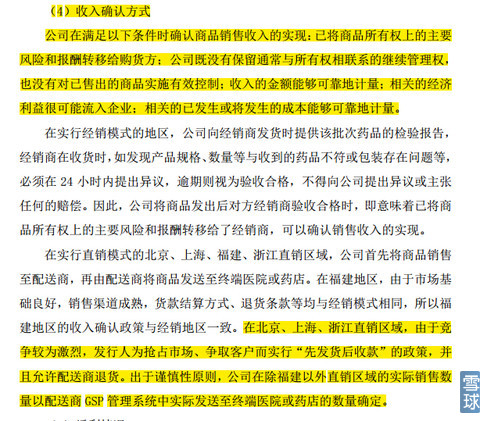 （4）收入确认方式
公司在满足以下条件时确认商品销售收入的实现：已将商品所有权上的主要
风险和报酬转移给购货方；公司既没有保留通常与所有权相联系的继续管理权，
也没有对已售出的商品实施有效控制；收入的金额能够可靠地计量；相关的经济
利益很可能流入企业；相关的已发生或将发生的成本能够可靠地计量。
在实行经销模式的地区，公司向经销商发货时提供该批次药品的检验报告，
经销商在收货时，如发现产品规格、数量等与收到的药品不符或包装存在问题等，
必须在 24 小时内提出异议，逾期则视为验收合格，不得向公司提出异议或主张
任何的赔偿。因此，公司将商品发出后对方经销商验收合格时，即意味着已将商
品所有权上的主要风险和报酬转移给了经销商，可以确认销售收入的实现。
在实行直销模式的北京、上海、福建、浙江直销区域，公司首先将商品销售
至配送商，再由配送商将商品发送至终端医院或药店。在福建地区，由于市场基
础良好，销售渠道成熟，货款结算方式、退货条款等均与经销模式相同，所以福
建地区的收入确认政策与经销地区一致。在北京、上海、浙江直销区域，由于竞
争较为激烈，发行人为抢占市场、争取客户而实行“先发货后收款”的政策，并
且允许配送商退货。出于谨慎性原则，公司在除福建以外直销区域的实际销售数
量以配送商 GSP 管理系统中实际发送至终端医院或药店的数量确定。
雪球